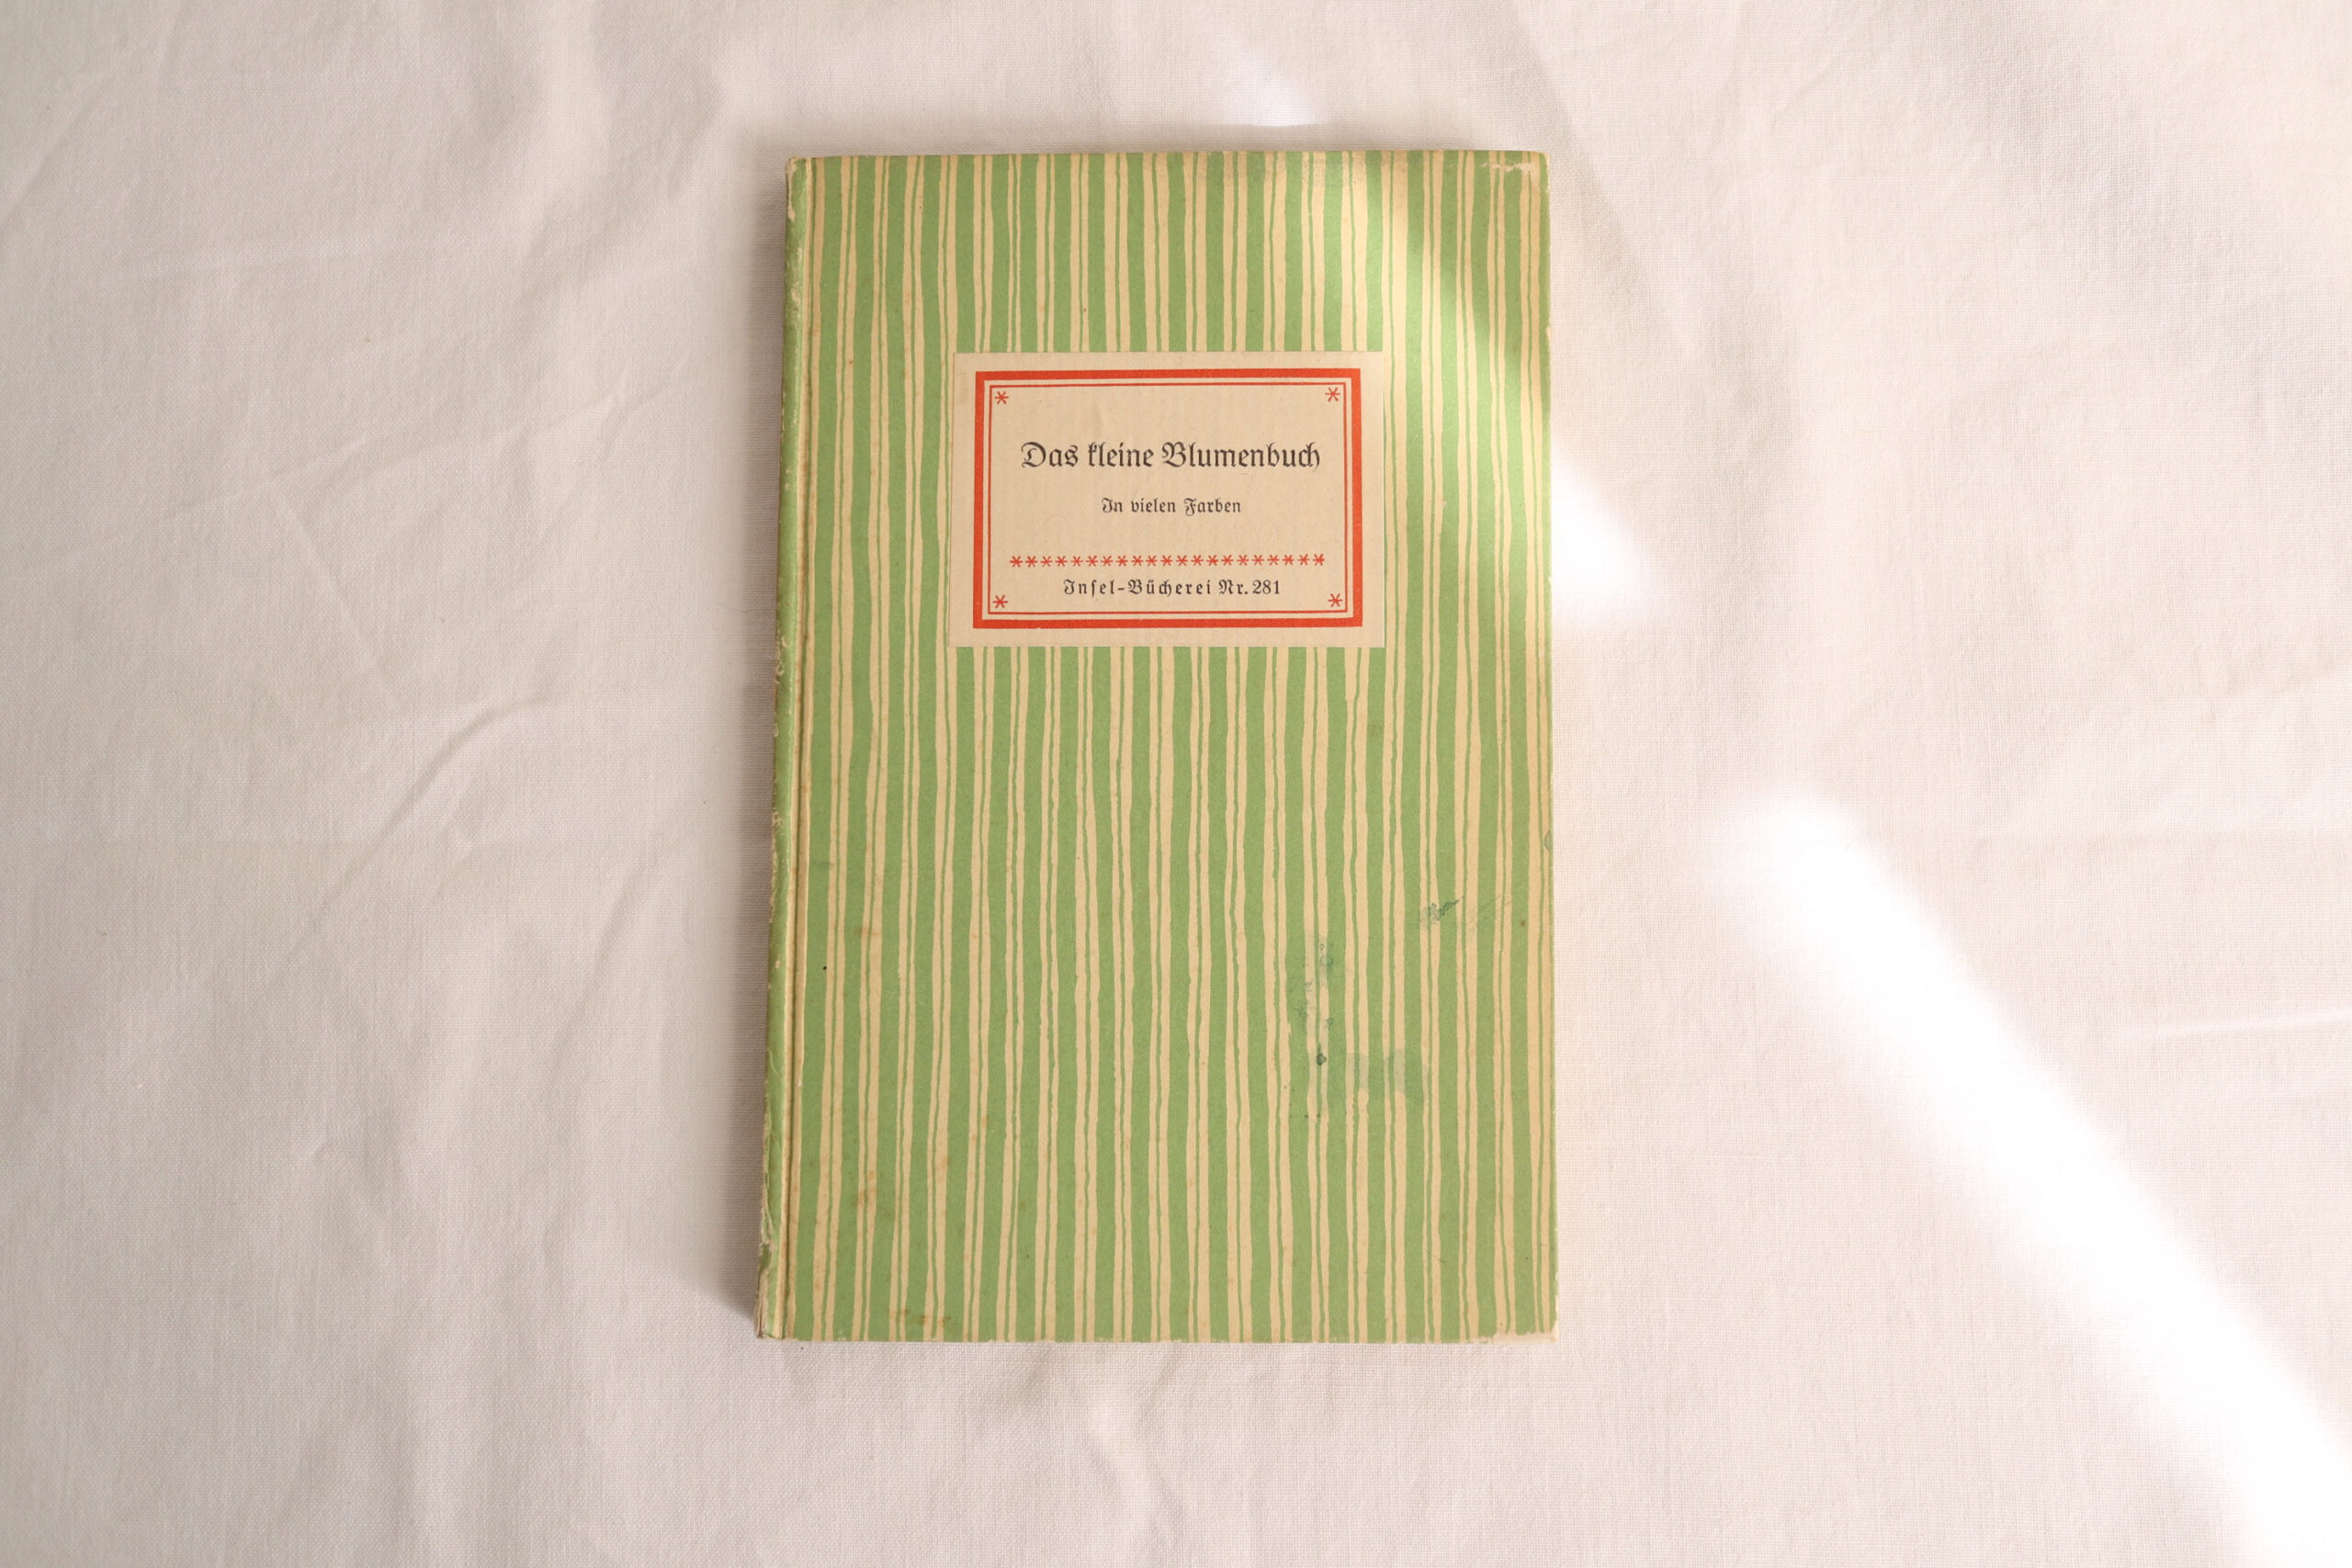 Das kleine Blumenbuch
In vielen Farben
Insel-Bücherei Nr. 281